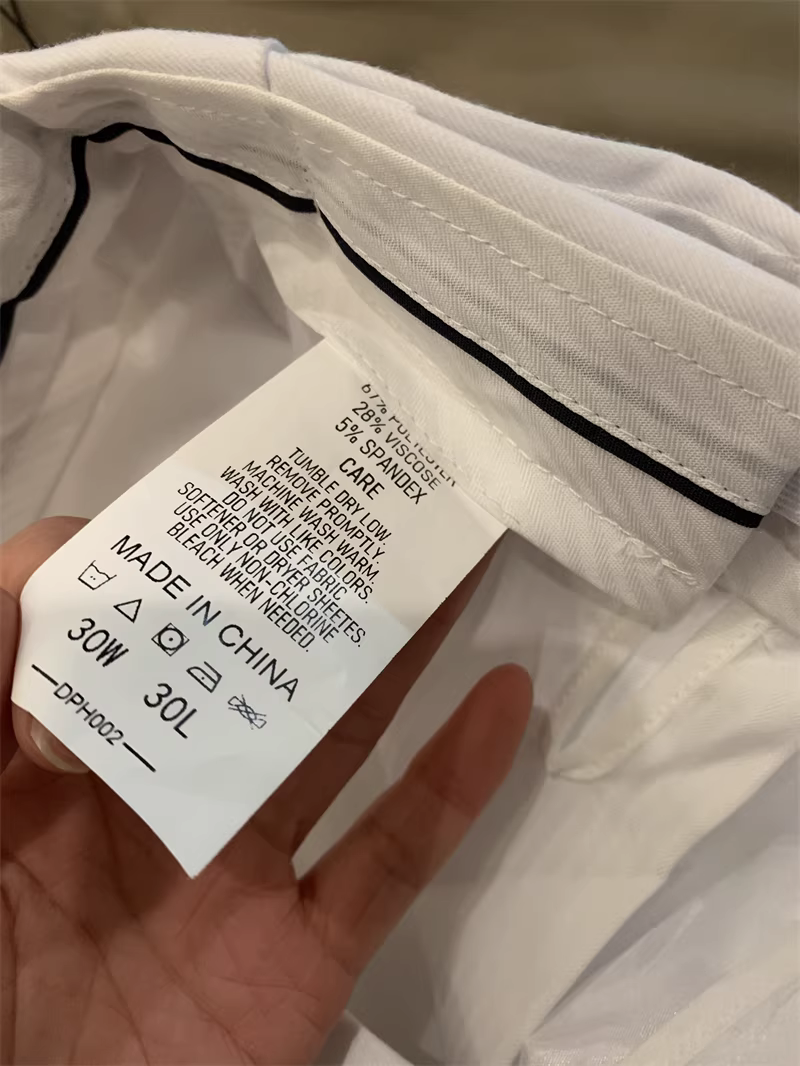 67% POLYESTER
28% VISCOSE
5% SPANDEX
CARE
TUMBLE DRY LOW
REMOVE PROMPTLY.
MACHINE WASH WARM.
WASH WITH LIKE COLORS.
DO NOT USE FABRIC
SOFTENER OR DRYER SHEETES.
USE ONLY NON-CHLORINE
BLEACH WHEN NEEDED.
MADE IN CHINA
30W 30L
DPH002